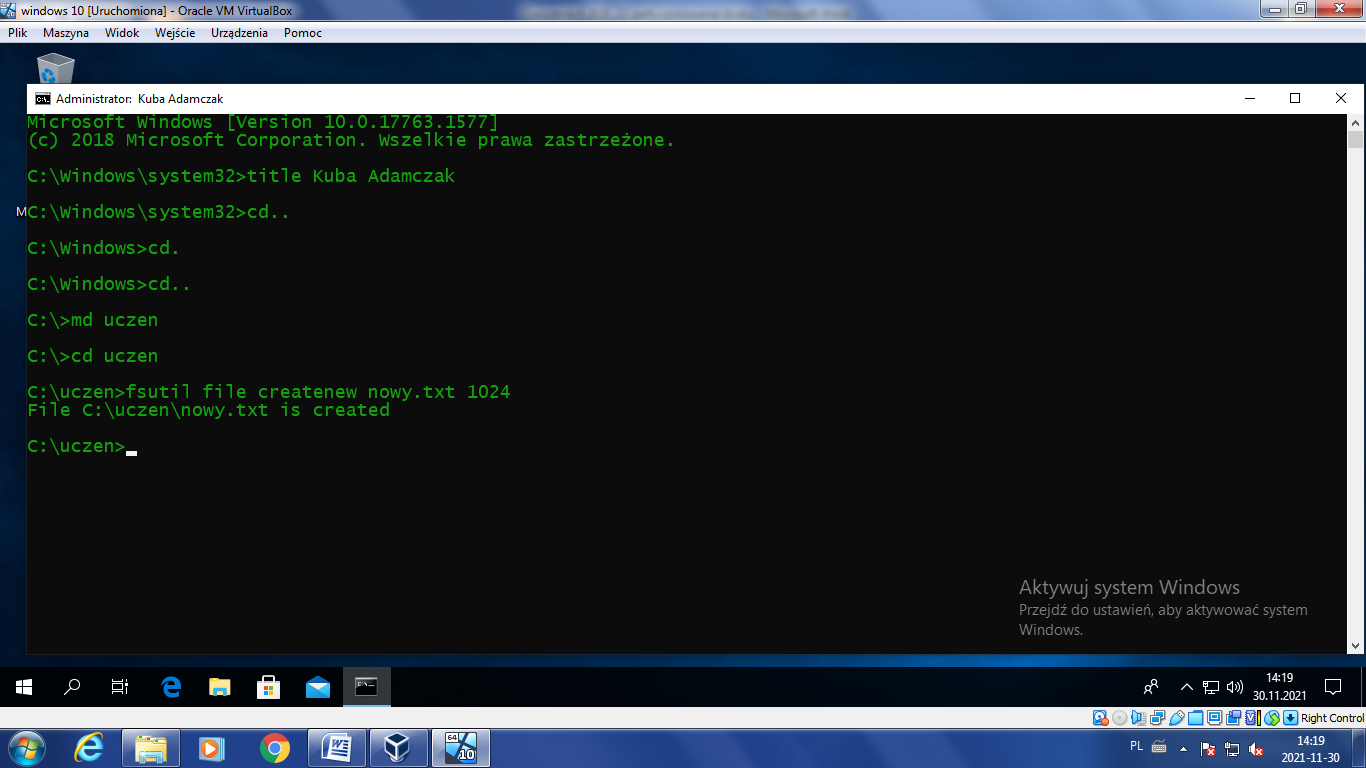 windows 10 [Uruchomiona] - Oracle VM VirtualBox
Plik Maszyna Widok Wejście Urządzenia Pomoc
Administrator: Kuba Adamczak
Microsoft Windows [Version 10.0.17763.1577]
(c) 2018 Microsoft Corporation. Wszelkie prawa zastrzeżone.
C:\Windows\system32>title Kuba Adamczak
M
C:\Windows\system32>cd..
C:\Windows>cd.
C:\Windows>cd..
C:\>md uczen
C:\>cd uczen
C:\uczen>fsutil file createnew nowy.txt 1024
File C:\uczen\nowy.txt is created
C:\uczen>
Aktywuj system Windows
Przejdź do ustawień, aby aktywować system
Windows.
14:19
30.11.2021
Right Control
64
10
PL
14:19
2021-11-30